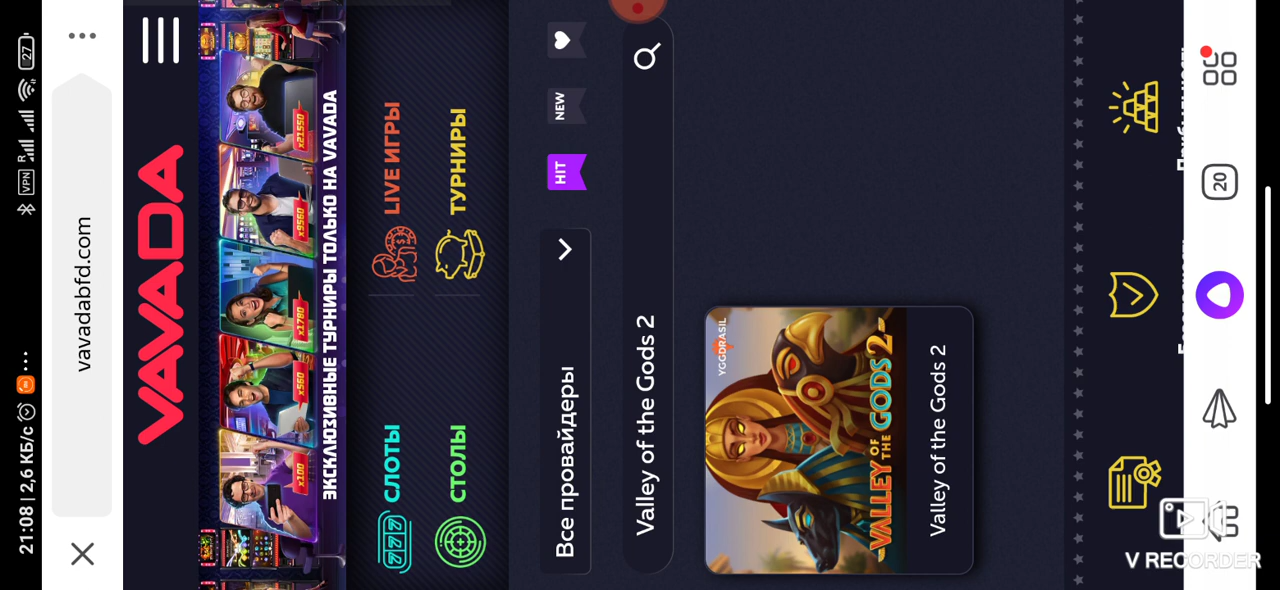 21:08 | 2,6 КБ/с
VPN
R
27
vavadabfd.com
VAVADA
x100
x560
x1780
x9560
x21550
ЭКСКЛЮЗИВНЫЕ ТУРНИРЫ ТОЛЬКО НА VAVADA
777 СЛОТЫ
LIVE ИГРЫ
СТОЛЫ
ТУРНИРЫ
Все провайдеры
HIT
NEW
Valley of the Gods 2
YGGDRASIL
VALLEY OF THE GODS 2
Valley of the Gods 2
20
V RECORDER